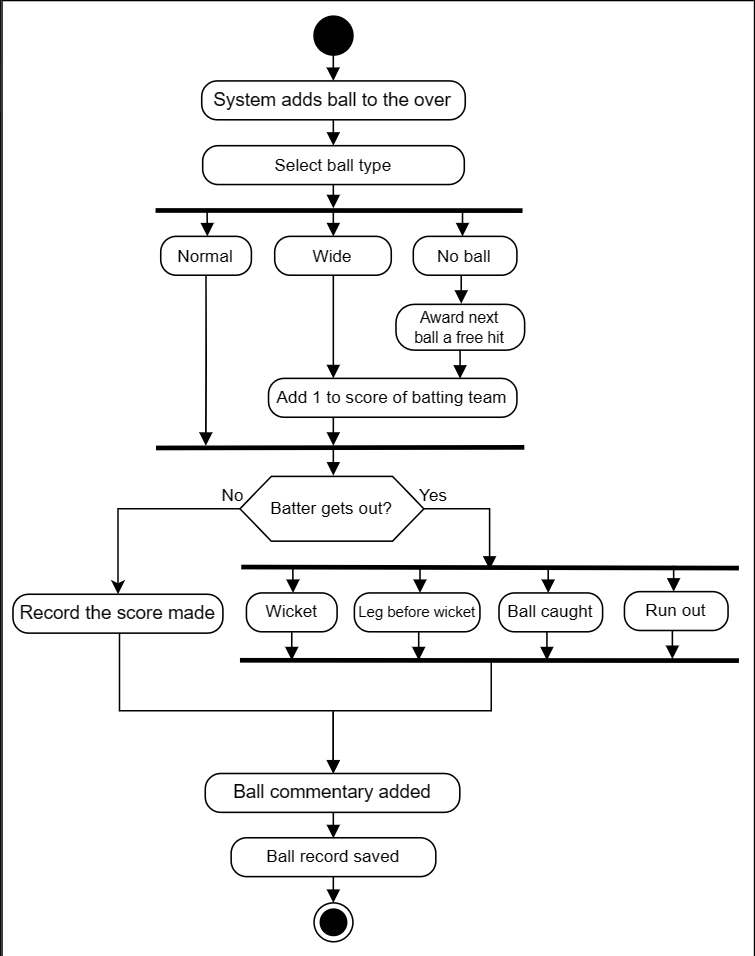 System adds ball to the over
Select ball type
Normal
Wide
No ball
Award next
ball a free hit
Add 1 to score of batting team
No
Batter gets out?
Yes
Record the score made
Wicket
Leg before wicket
Ball caught
Run out
Ball commentary added
Ball record saved